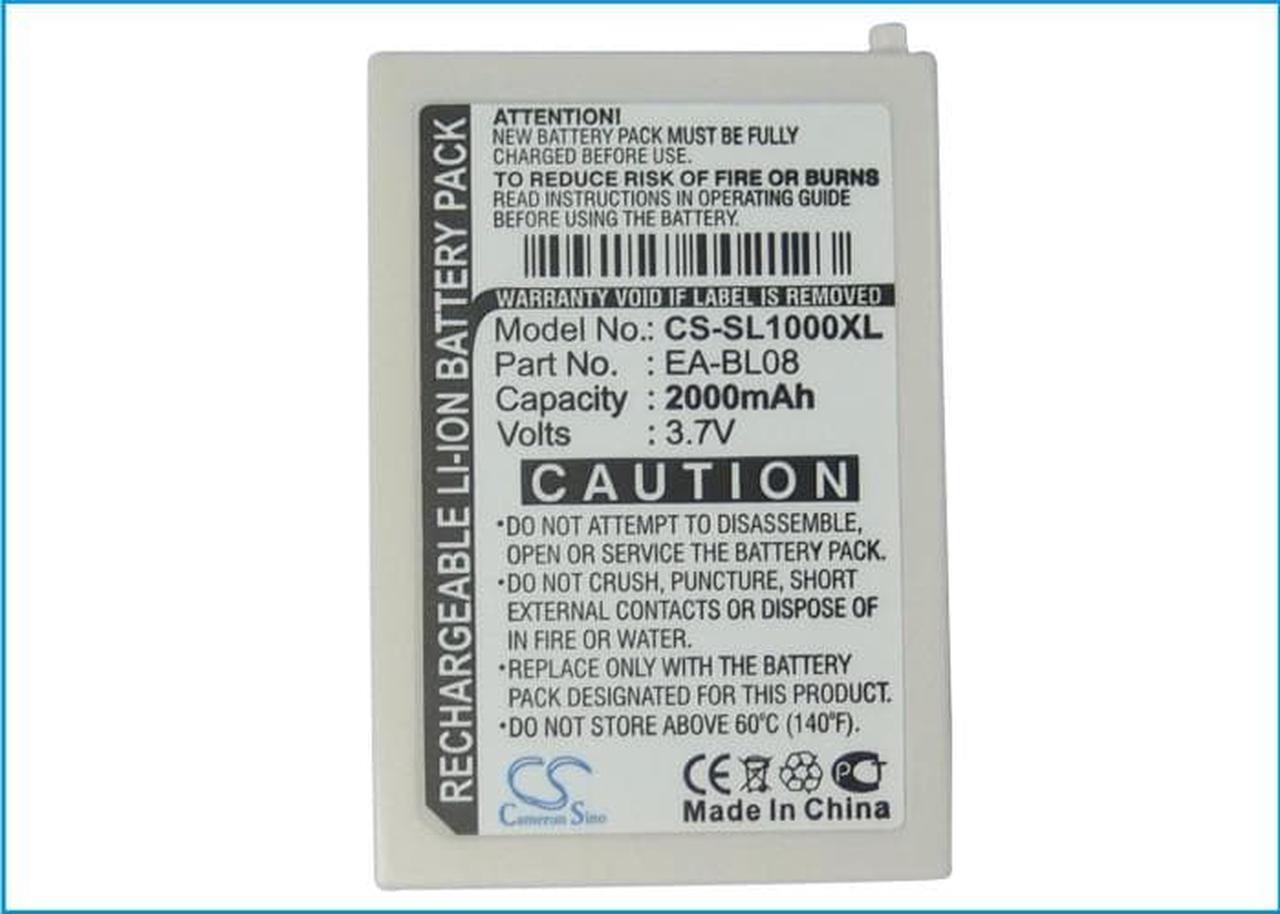 RECHARGEABLE LI-ION BATTERY PACK
ATTENTION!
NEW BATTERY PACK MUST BE FULLY
CHARGED BEFORE USE.
TO REDUCE RISK OF FIRE OR BURNS
READ INSTRUCTIONS IN OPERATING GUIDE
BEFORE USING THE BATTERY.
WARRANTY VOID IF LABEL IS REMOVED
Model No.: CS-SL1000XL
Part No. : EA-BL08
Capacity : 2000mAh
Volts : 3.7V
CAUTION
•DO NOT ATTEMPT TO DISASSEMBLE,
OPEN OR SERVICE THE BATTERY PACK.
•DO NOT CRUSH, PUNCTURE, SHORT
EXTERNAL CONTACTS OR DISPOSE OF
IN FIRE OR WATER.
•REPLACE ONLY WITH THE BATTERY
PACK DESIGNATED FOR THIS PRODUCT.
•DO NOT STORE ABOVE 60°C (140°F).
CS
Cameron Sino
CE PCT
Made In China